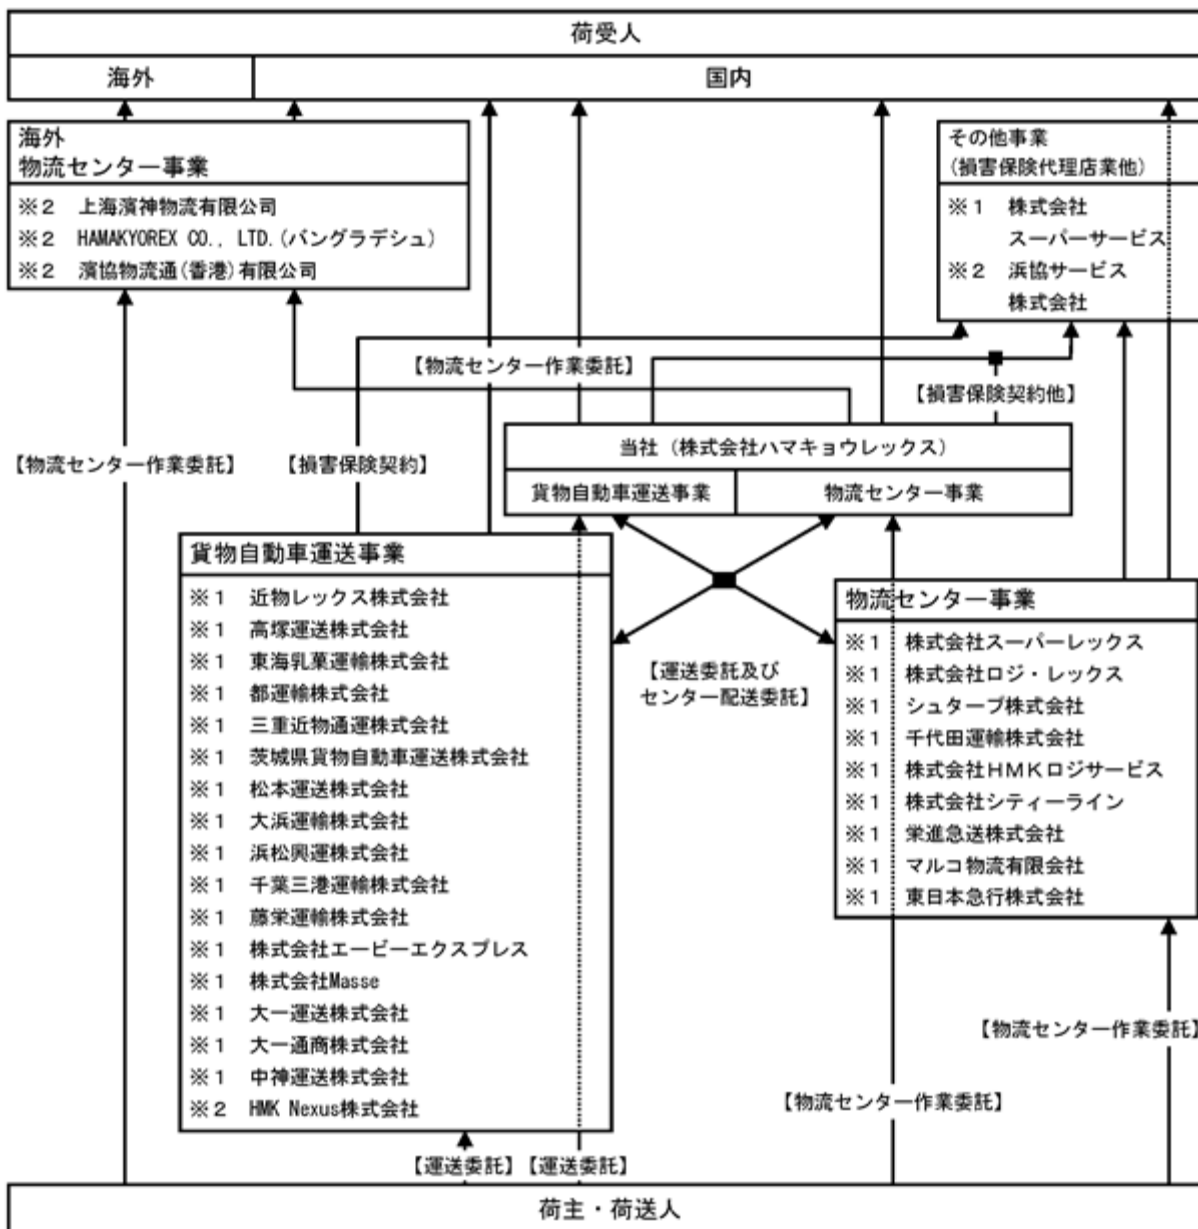 荷受人
海外
国内
海外
物流センター事業
※２　上海濱神物流有限公司
※２　HAMAKYOREX CO., LTD.(バングラデシュ)
※２　濱協物流通(香港)有限公司
その他事業
(損害保険代理店業他)
※１　株式会社
スーパーサービス
※２　浜協サービス
株式会社
【物流センター作業委託】
【損害保険契約他】
【物流センター作業委託】
【損害保険契約】
当社（株式会社ハマキョウレックス）
貨物自動車運送事業
物流センター事業
貨物自動車運送事業
※１　近物レックス株式会社
※１　高塚運送株式会社
※１　東海乳菓運輸株式会社
※１　都運輸株式会社
※１　三重近物通運株式会社
※１　茨城県貨物自動車運送株式会社
※１　松本運送株式会社
※１　大浜運輸株式会社
※１　浜松興運株式会社
※１　千葉三港運輸株式会社
※１　藤栄運輸株式会社
※１　株式会社エービーエクスプレス
※１　株式会社Masse
※１　大一運送株式会社
※１　大一通商株式会社
※１　中神運送株式会社
※２　HMK Nexus株式会社
【運送委託及び
センター配送委託】
物流センター事業
※１　株式会社スーパーレックス
※１　株式会社ロジ・レックス
※１　シュタープ株式会社
※１　千代田運輸株式会社
※１　株式会社ＨＭＫロジサービス
※１　株式会社シティーライン
※１　栄進急送株式会社
※１　マルコ物流有限会社
※１　東日本急行株式会社
【物流センター作業委託】
【物流センター作業委託】
【運送委託】
【運送委託】
荷主・荷送人